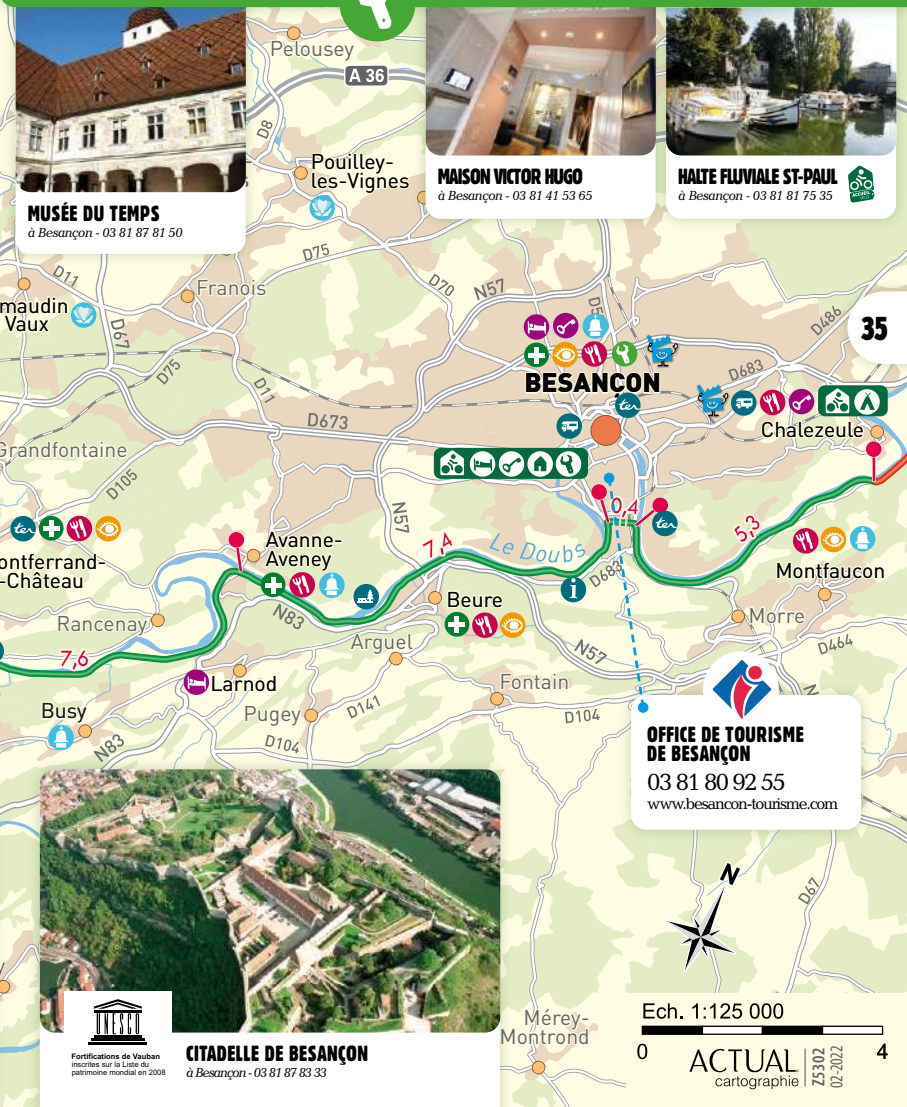 Pelousey
A 36
D8
Pouilley-
les-Vignes
MUSÉE DU TEMPS
à Besançon - 03 81 87 81 50
MAISON VICTOR HUGO
à Besançon - 03 81 41 53 65
HALTE FLUVIALE ST-PAUL
à Besançon - 03 81 81 75 35
ACCUEIL
D75
D11
Franois
D70
N57
D486
35
maudin
Vaux
D67
D75
D11
D683
BESANÇON
ter
D673
Chalezeule
Grandfontaine
D105
N57
0,4
ter
5,3
ter
ontferrand-
-Château
Avanne-
Aveney
7,4
Le Doubs
D683
i
Montfaucon
Beure
N83
Rancenay
Arguel
Morre
D464
N57
7,6
Larnod
Fontain
N
Busy
Pugey
D141
D104
N83
D104
OFFICE DE TOURISME
DE BESANÇON
03 81 80 92 55
www.besancon-tourisme.com
N
D67
UNESCO
Fortifications de Vauban
inscrites sur la Liste du
patrimoine mondial en 2008
CITADELLE DE BESANÇON
à Besançon - 03 81 87 83 33
Mérey-
Montrond
Ech. 1:125 000
0
4
ACTUAL
cartographie
Z5302
02-2022